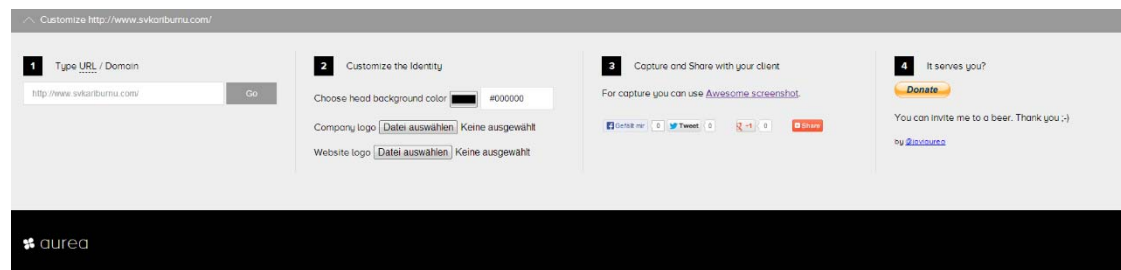 Customize http://www.svkariburnu.com/
1 Type URL / Domain
http://www.svkariburnu.com/ Go
2 Customize the Identity
Choose head background color #000000
Company logo Datei auswählen Keine ausgewählt
Website logo Datei auswählen Keine ausgewählt
3 Capture and Share with your client
For capture you can use Awesome screenshot.
Gefällt mir 0 Tweet 0 +1 0 Share
4 It serves you?
Donate
You can invite me to a beer. Thank you ;-)
by @javiaurea
aurea